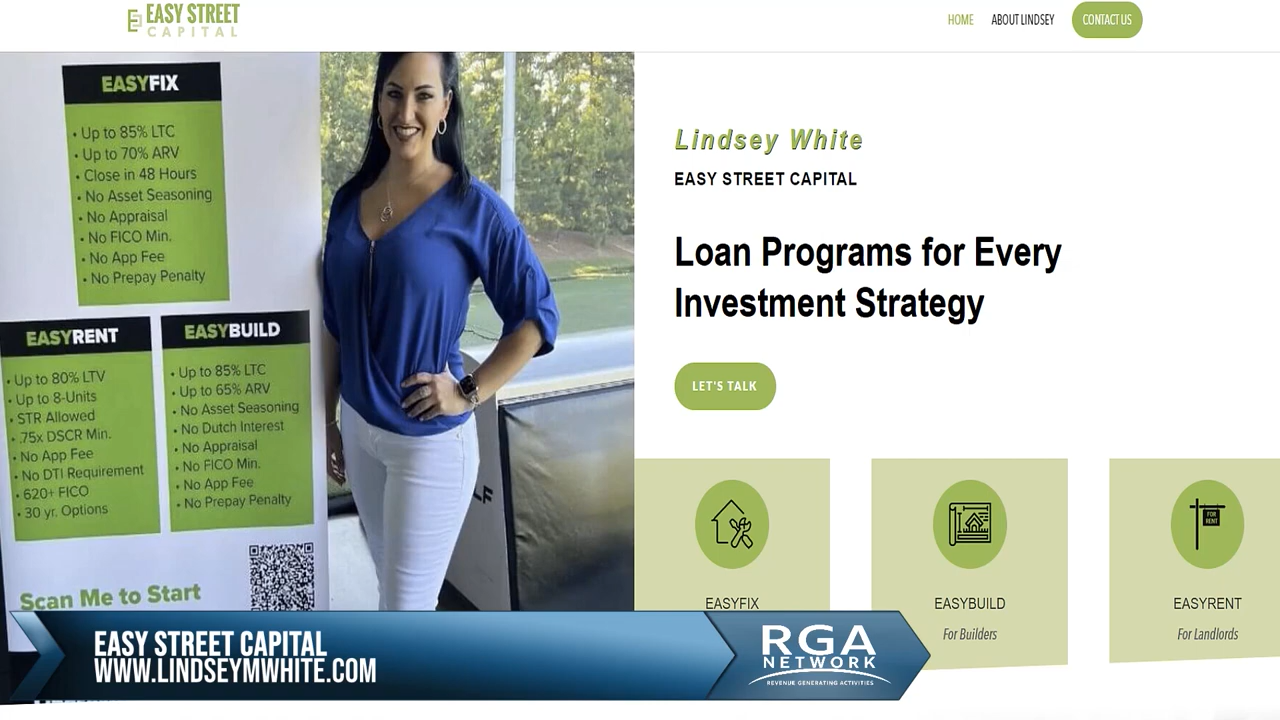 EASY STREET
CAPITAL
HOME
ABOUT LINDSEY
CONTACT US
EASYFIX
• Up to 85% LTC
• Up to 70% ARV
• Close in 48 Hours
• No Asset Seasoning
• No Appraisal
• No FICO Min.
• No App Fee
• No Prepay Penalty
EASYRENT
• Up to 80% LTV
• Up to 8-Units
• STR Allowed
• .75x DSCR Min.
• No App Fee
• No DTI Requirement
• 620+ FICO
• 30 yr. Options
EASYBUILD
• Up to 85% LTC
• Up to 65% ARV
• No Asset Seasoning
• No Dutch Interest
• No Appraisal
• No FICO Min.
• No App Fee
• No Prepay Penalty
Scan Me to Start
Lindsey White
EASY STREET CAPITAL
Loan Programs for Every
Investment Strategy
LET'S TALK
EASYFIX
EASYBUILD
For Builders
FOR
RENT
EASYRENT
For Landlords
EASY STREET CAPITAL
WWW.LINDSEYMWHITE.COM
RGA
NETWORK
REVENUE GENERATING ACTIVITIES